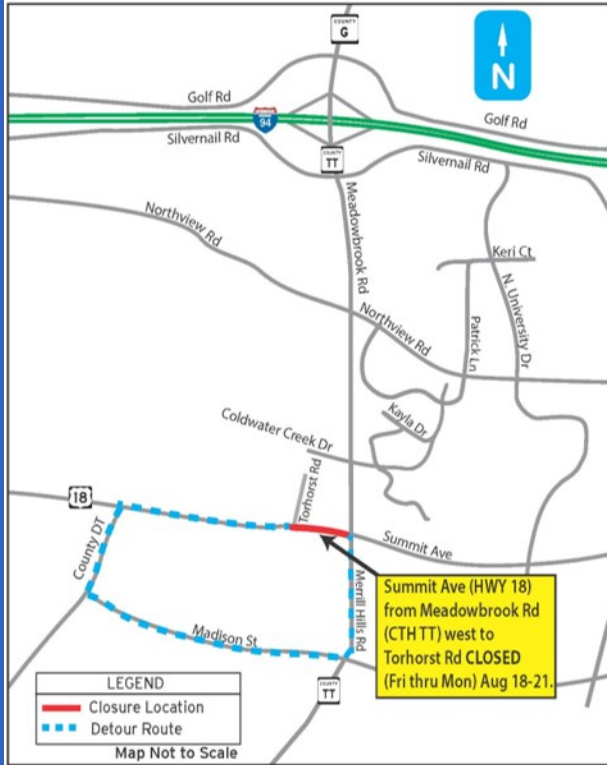 COUNTY
G
N
Golf Rd
94
Golf Rd
Silvernail Rd
COUNTY
TT
Silvernail Rd
Meadowbrook Rd
Northview Rd
Keri Ct
N. University Dr
Patrick Ln
Northview Rd
Kayla Dr
Coldwater Creek Dr
Torhorst Rd
18
Summit Ave
County DT
Merrill Hills Rd
Madison St
Summit Ave (HWY 18)
from Meadowbrook Rd
(CTH TT) west to
Torhorst Rd CLOSED
(Fri thru Mon) Aug 18-21.
COUNTY
TT
LEGEND
Closure Location
Detour Route
Map Not to Scale